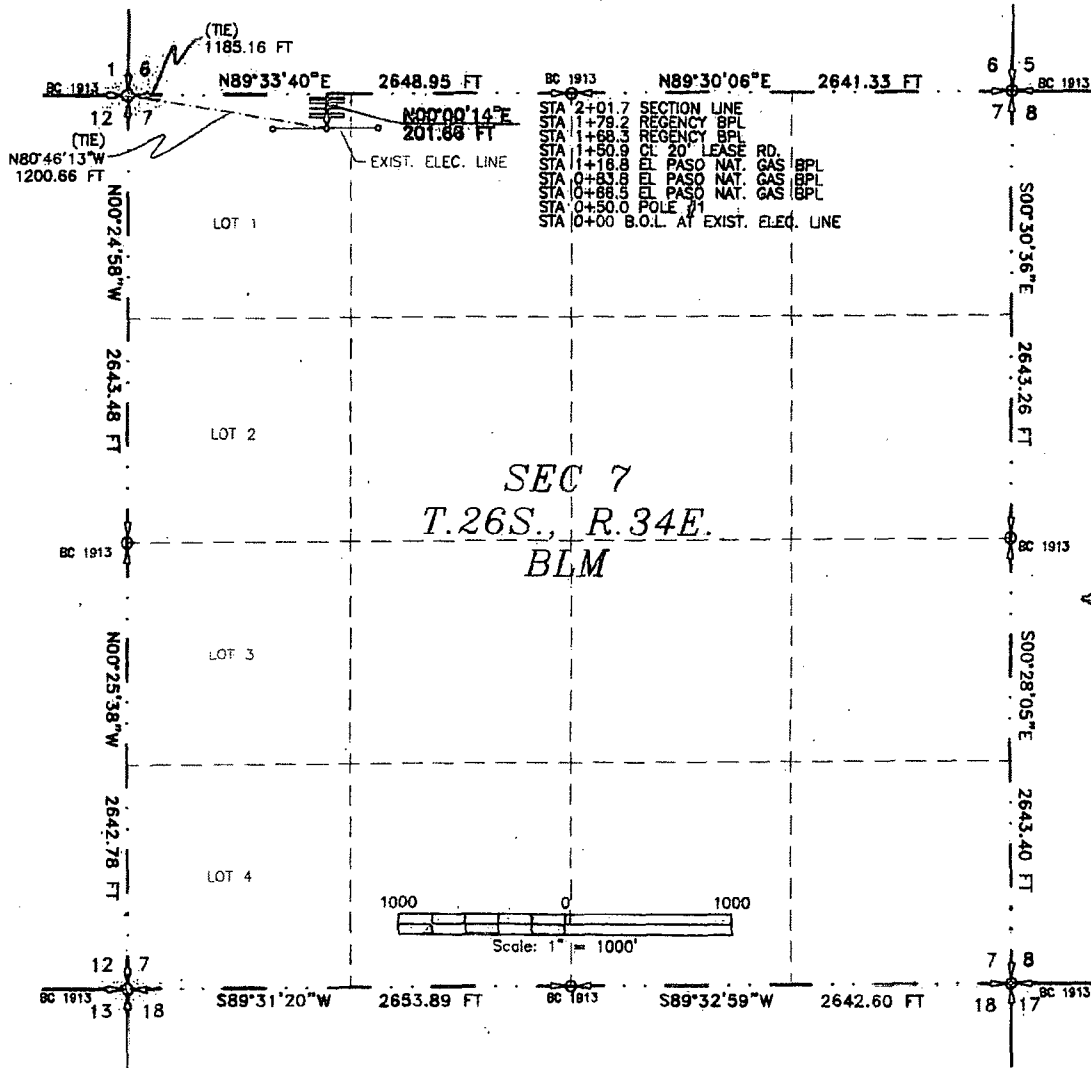 (TIE)
1185.16 FT
1 6
BC 1913
12 7
N89°33'40"E 2648.95 FT
BC 1913
N89°30'06"E 2641.33 FT
6 5
BC 1913
7 8
(TIE)
N80°46'13"W
1200.66 FT
N00°00'14"E
201.66 FT
EXIST. ELEC. LINE
STA 2+01.7 SECTION LINE
STA 1+79.2 REGENCY BPL
STA 1+68.3 REGENCY BPL
STA 1+50.9 CL 20' LEASE RD.
STA 1+16.8 EL PASO NAT. GAS BPL
STA 0+83.8 EL PASO NAT. GAS BPL
STA 0+66.5 EL PASO NAT. GAS BPL
STA 0+50.0 POLE #1
STA 0+00 B.O.L. AT EXIST. ELEC. LINE
N00°24'58"W 2643.48 FT
LOT 1
S00°30'36"E 2643.26 FT
LOT 2
SEC 7
T.26S., R.34E.
BLM
BC 1913
BC 1913
N00°25'38"W 2642.78 FT
LOT 3
S00°28'05"E 2643.40 FT
LOT 4
1000 0 1000
Scale: 1" = 1000'
12 7
BC 1913
13 18
S89°31'20"W 2653.89 FT
BC 1913
S89°32'59"W 2642.60 FT
7 8
BC 1913
18 17